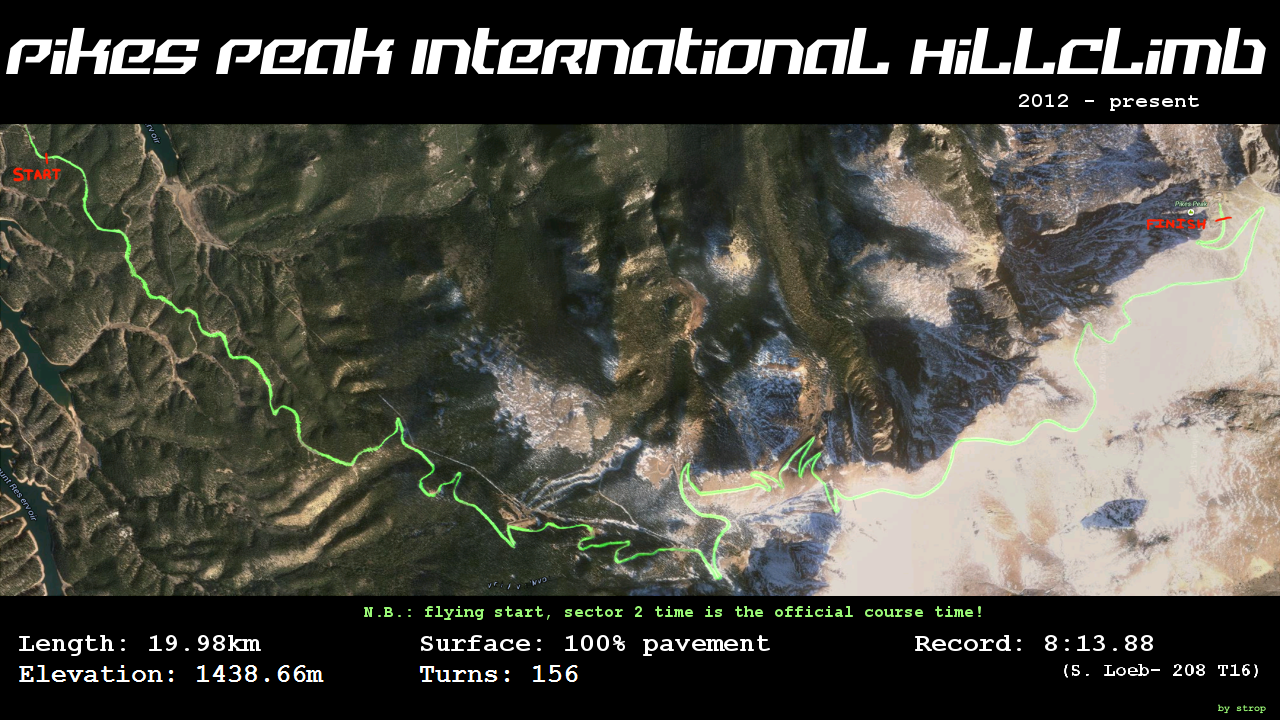 Pikes Peak International Hillclimb
2012 - present
START
Pikes Peak
FINISH
N.B.: flying start, sector 2 time is the official course time!
Length: 19.98km
Surface: 100% pavement
Record: 8:13.88
Elevation: 1438.66m
Turns: 156
(S. Loeb- 208 T16)
by strop